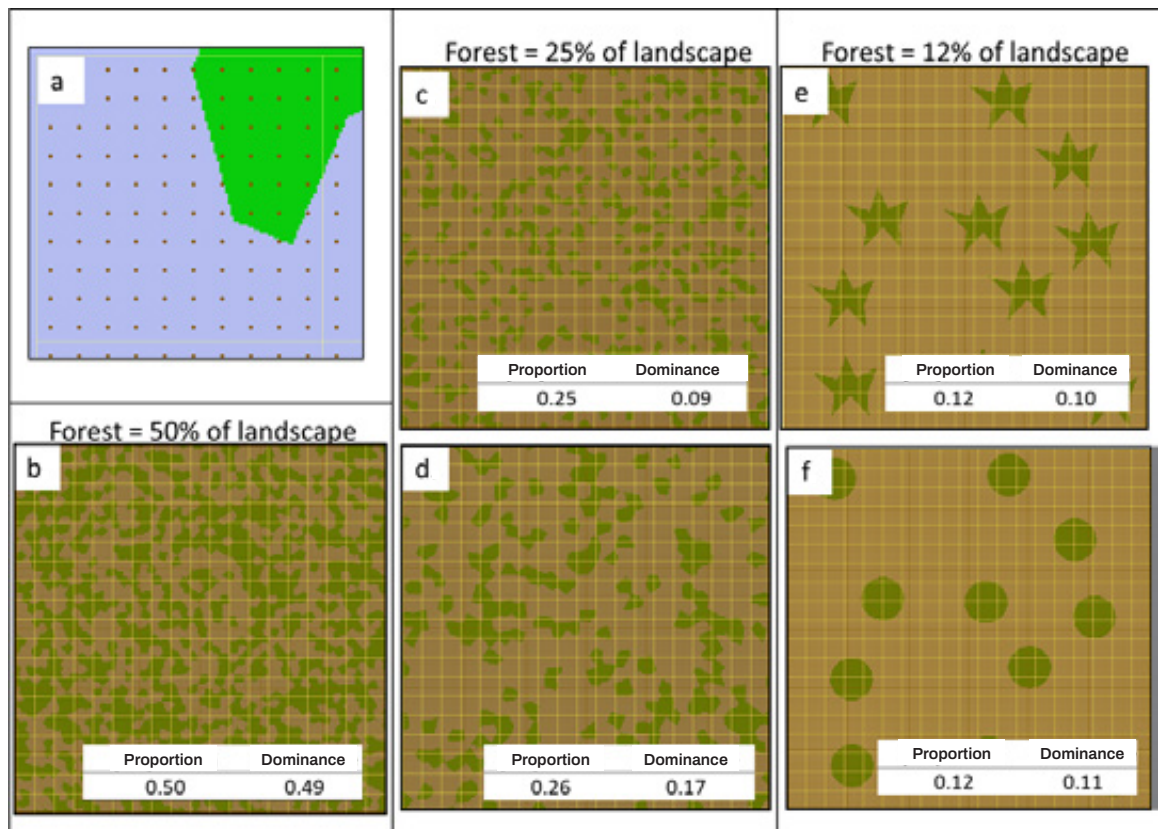 a
Forest = 50% of landscape
b
Proportion Dominance
0.50 0.49
Forest = 25% of landscape
c
Proportion Dominance
0.25 0.09
d
Proportion Dominance
0.26 0.17
Forest = 12% of landscape
e
Proportion Dominance
0.12 0.10
f
Proportion Dominance
0.12 0.11